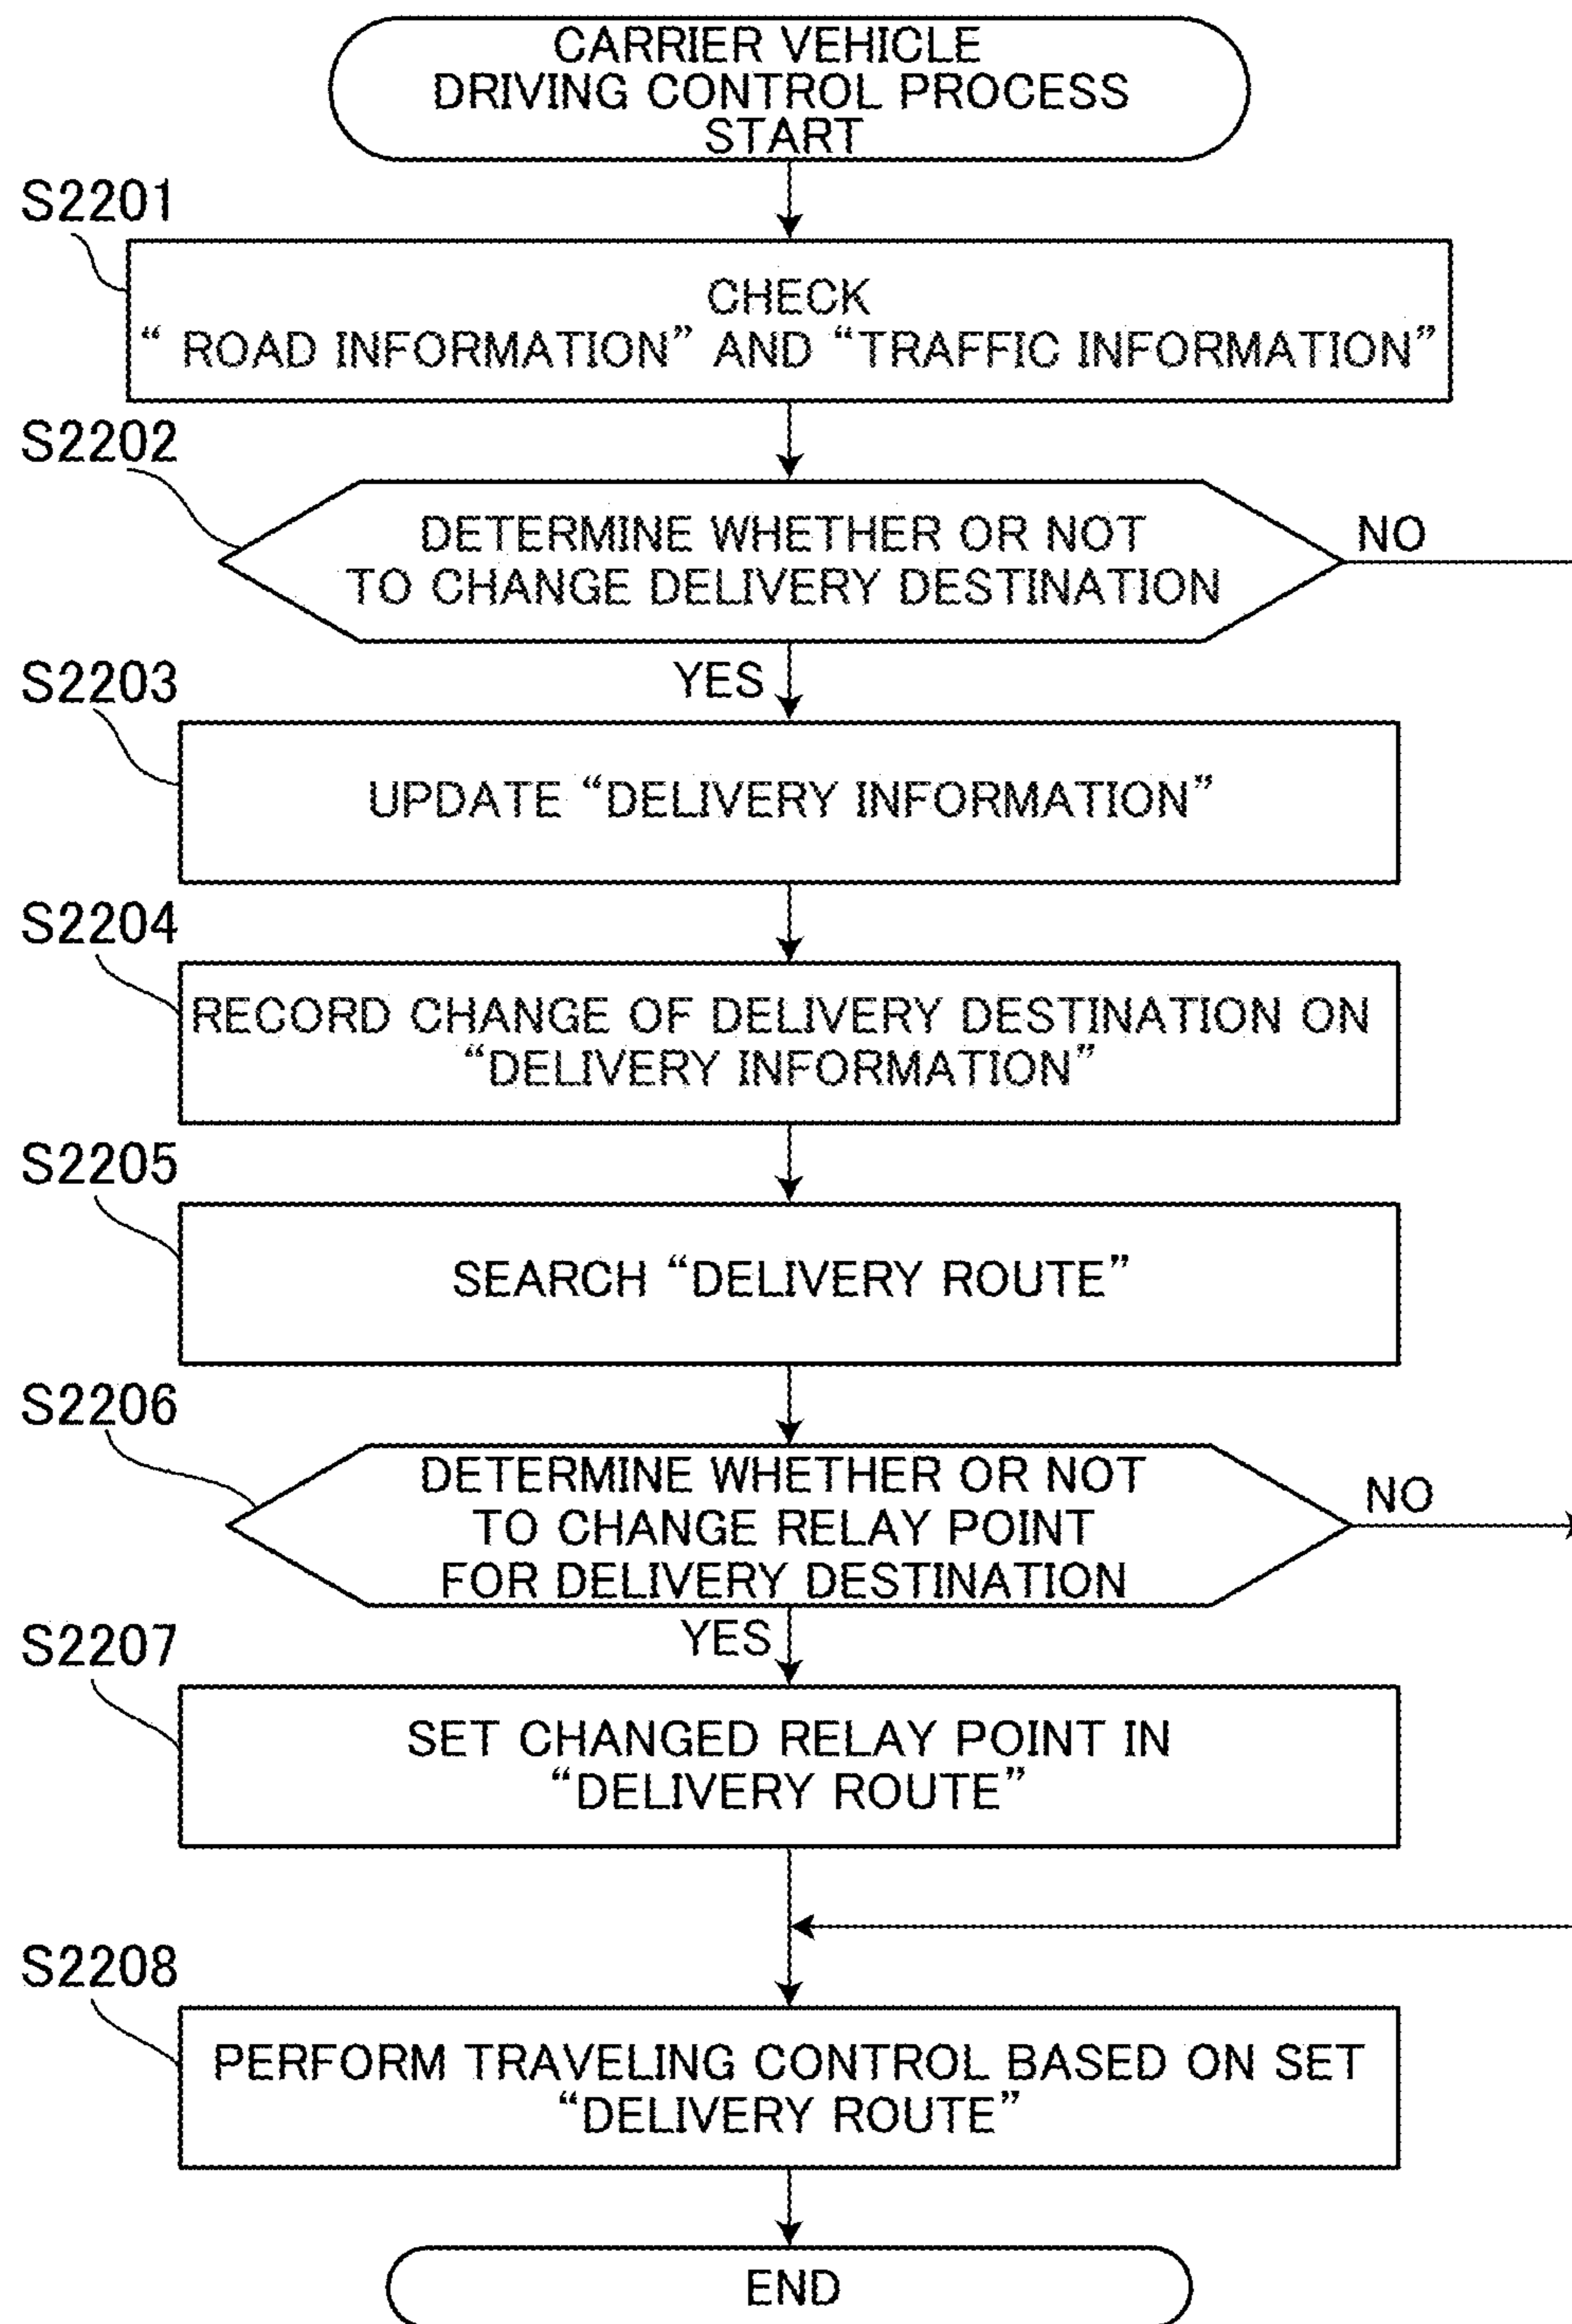 CARRIER VEHICLE
DRIVING CONTROL PROCESS
START
S2201
CHECK
“ ROAD INFORMATION” AND “TRAFFIC INFORMATION”
S2202
DETERMINE WHETHER OR NOT
TO CHANGE DELIVERY DESTINATION
NO
YES
S2203
UPDATE “DELIVERY INFORMATION”
S2204
RECORD CHANGE OF DELIVERY DESTINATION ON
“DELIVERY INFORMATION”
S2205
SEARCH “DELIVERY ROUTE”
S2206
DETERMINE WHETHER OR NOT
TO CHANGE RELAY POINT
FOR DELIVERY DESTINATION
NO
YES
S2207
SET CHANGED RELAY POINT IN
“DELIVERY ROUTE”
S2208
PERFORM TRAVELING CONTROL BASED ON SET
“DELIVERY ROUTE”
END